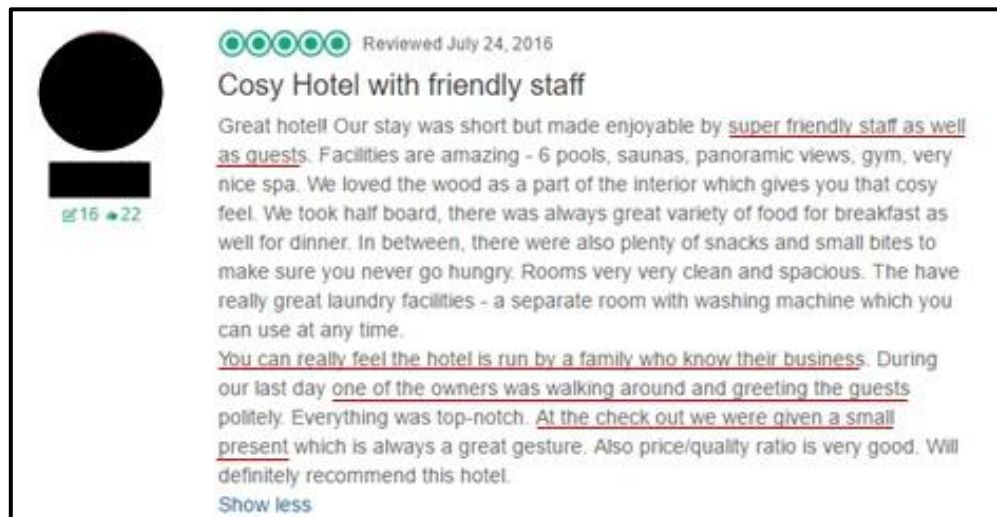 Reviewed July 24, 2016
Cosy Hotel with friendly staff
Great hotel! Our stay was short but made enjoyable by super friendly staff as well
as guests. Facilities are amazing - 6 pools, saunas, panoramic views, gym, very
nice spa. We loved the wood as a part of the interior which gives you that cosy
feel. We took half board, there was always great variety of food for breakfast as
well for dinner. In between, there were also plenty of snacks and small bites to
make sure you never go hungry. Rooms very very clean and spacious. The have
really great laundry facilities - a separate room with washing machine which you
can use at any time.
You can really feel the hotel is run by a family who know their business. During
our last day one of the owners was walking around and greeting the guests
politely. Everything was top-notch. At the check out we were given a small
present which is always a great gesture. Also price/quality ratio is very good. Will
definitely recommend this hotel.
Show less
16 22